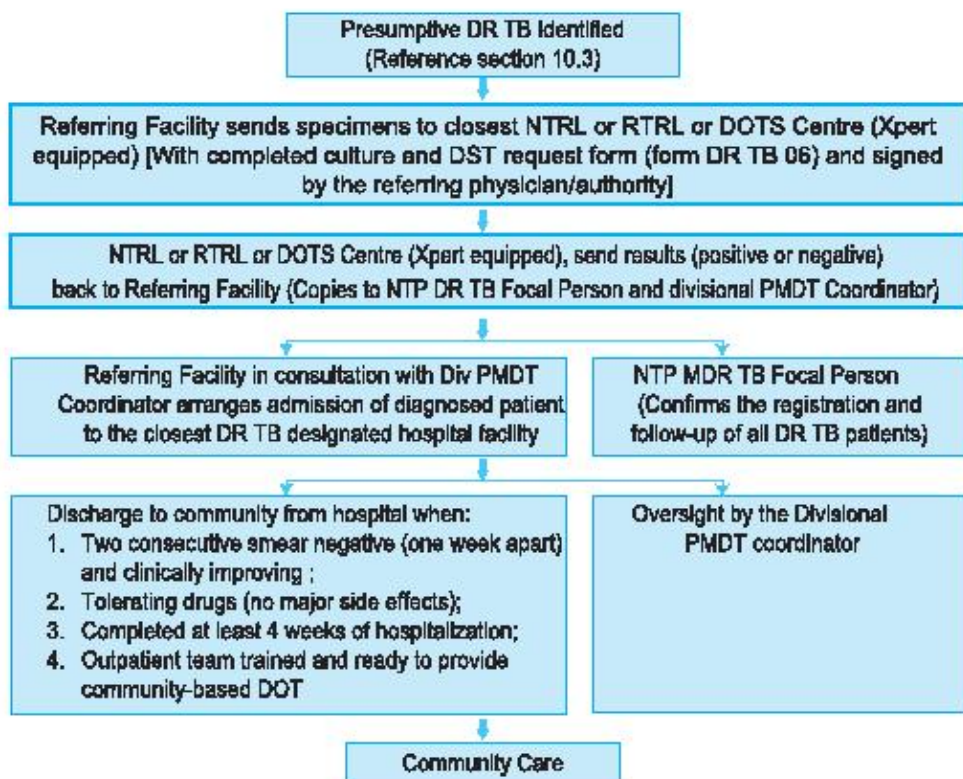 Presumptive DR TB Identified
(Reference section 10.3)
Referring Facility sends specimens to closest NTRL or RTRL or DOTS Centre (Xpert
equipped) [With completed culture and DST request form (form DR TB 06) and signed
by the referring physician/authority]
NTRL or RTRL or DOTS Centre (Xpert equipped), send results (positive or negative)
back to Referring Facility (Copies to NTP DR TB Focal Person and divisional PMDT Coordinator)
Referring Facility in consultation with Div PMDT
Coordinator arranges admission of diagnosed patient
to the closest DR TB designated hospital facility
NTP MDR TB Focal Person
(Confirms the registration and
follow-up of all DR TB patients)
Discharge to community from hospital when:
1. Two consecutive smear negative (one week apart)
and clinically improving ;
2. Tolerating drugs (no major side effects);
3. Completed at least 4 weeks of hospitalization;
4. Outpatient team trained and ready to provide
community-based DOT
Oversight by the Divisional
PMDT coordinator
Community Care